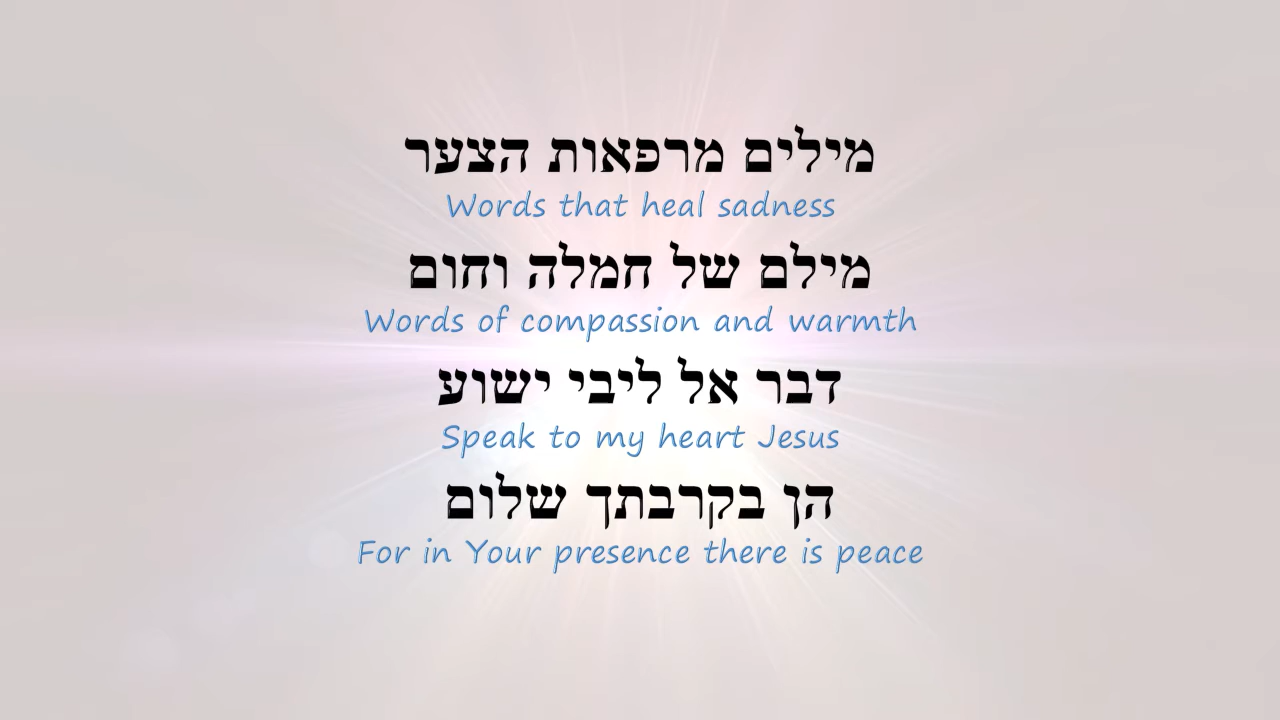 מילים מרפאות הצער
Words that heal sadness
מילם של חמלה וחום
Words of compassion and warmth
דבר אל ליבי ישוע
Speak to my heart Jesus
הן בקרבתך שלום
For in Your presence there is peace